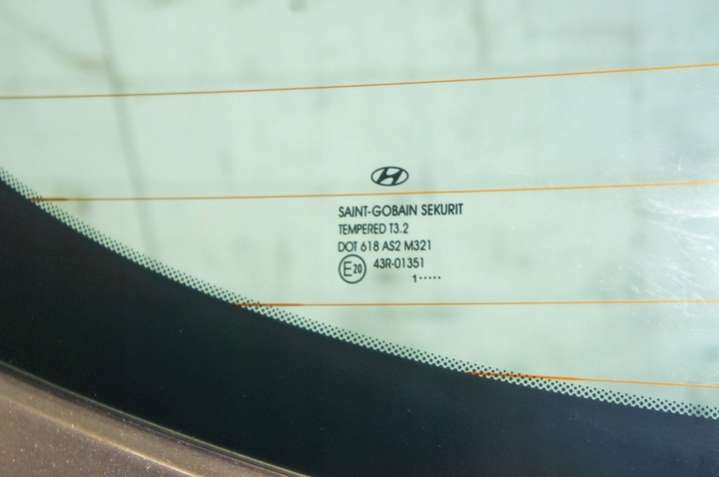 SAINT-GOBAIN SEKURIT
TEMPERED T3.2
DOT 618 AS2 M321
E20 43R-01351
1·····